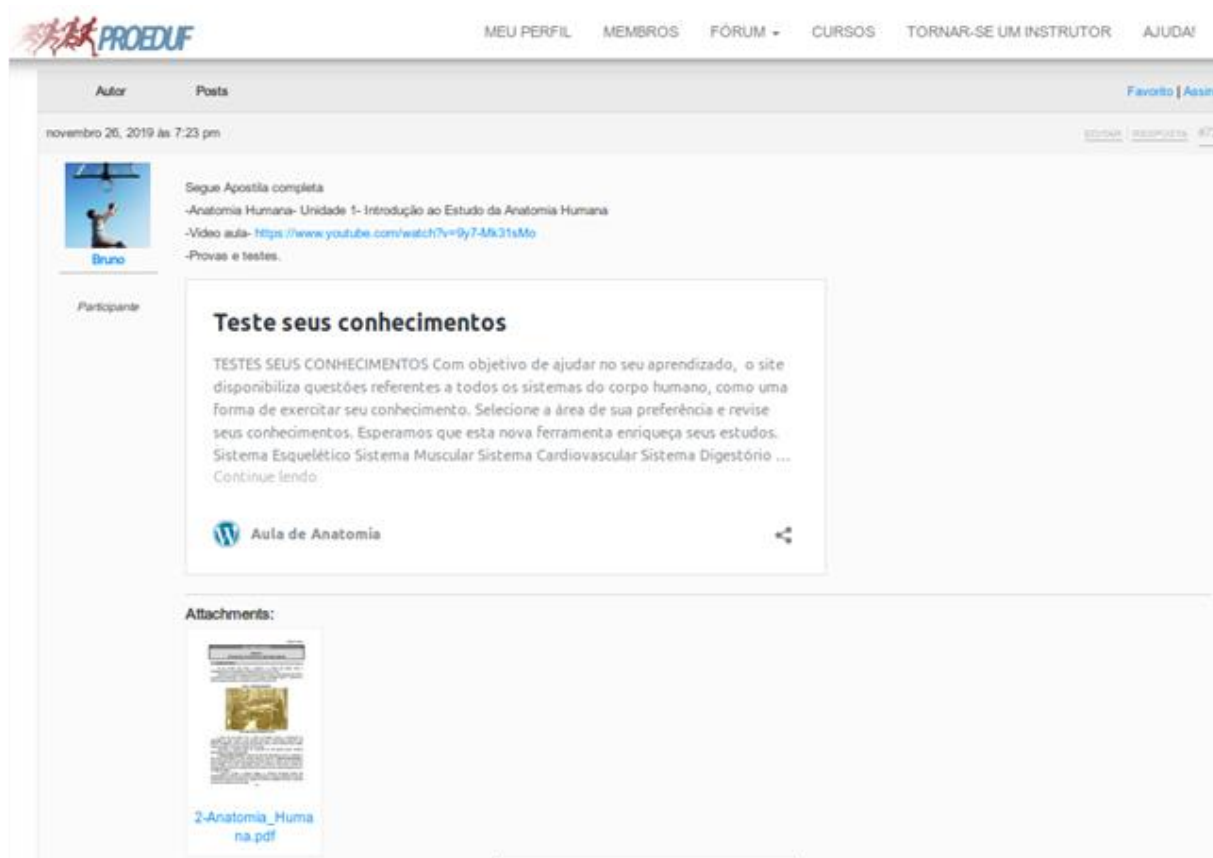 PROEDUF
MEU PERFIL MEMBROS FÓRUM CURSOS TORNAR-SE UM INSTRUTOR AJUDA!
Autor Posts Favorito | Assin
novembro 26, 2019 às 7:23 pm EDITAR | RESPOSTA
Segue Apostila completa
-Anatomia Humana- Unidade 1- Introdução ao Estudo da Anatomia Humana
-Video aula- https://www.youtube.com/watch?v=9y7-Mk31sMo
-Provas e testes.
Bruno
Participante
Teste seus conhecimentos
TESTES SEUS CONHECIMENTOS Com objetivo de ajudar no seu aprendizado, o site
disponibiliza questões referentes a todos os sistemas do corpo humano, como uma
forma de exercitar seu conhecimento. Selecione a área de sua preferência e revise
seus conhecimentos. Esperamos que esta nova ferramenta enriqueça seus estudos.
Sistema Esquelético Sistema Muscular Sistema Cardiovascular Sistema Digestório ...
Continue lendo
Aula de Anatomia
Attachments:
2-Anatomia_Huma
na.pdf